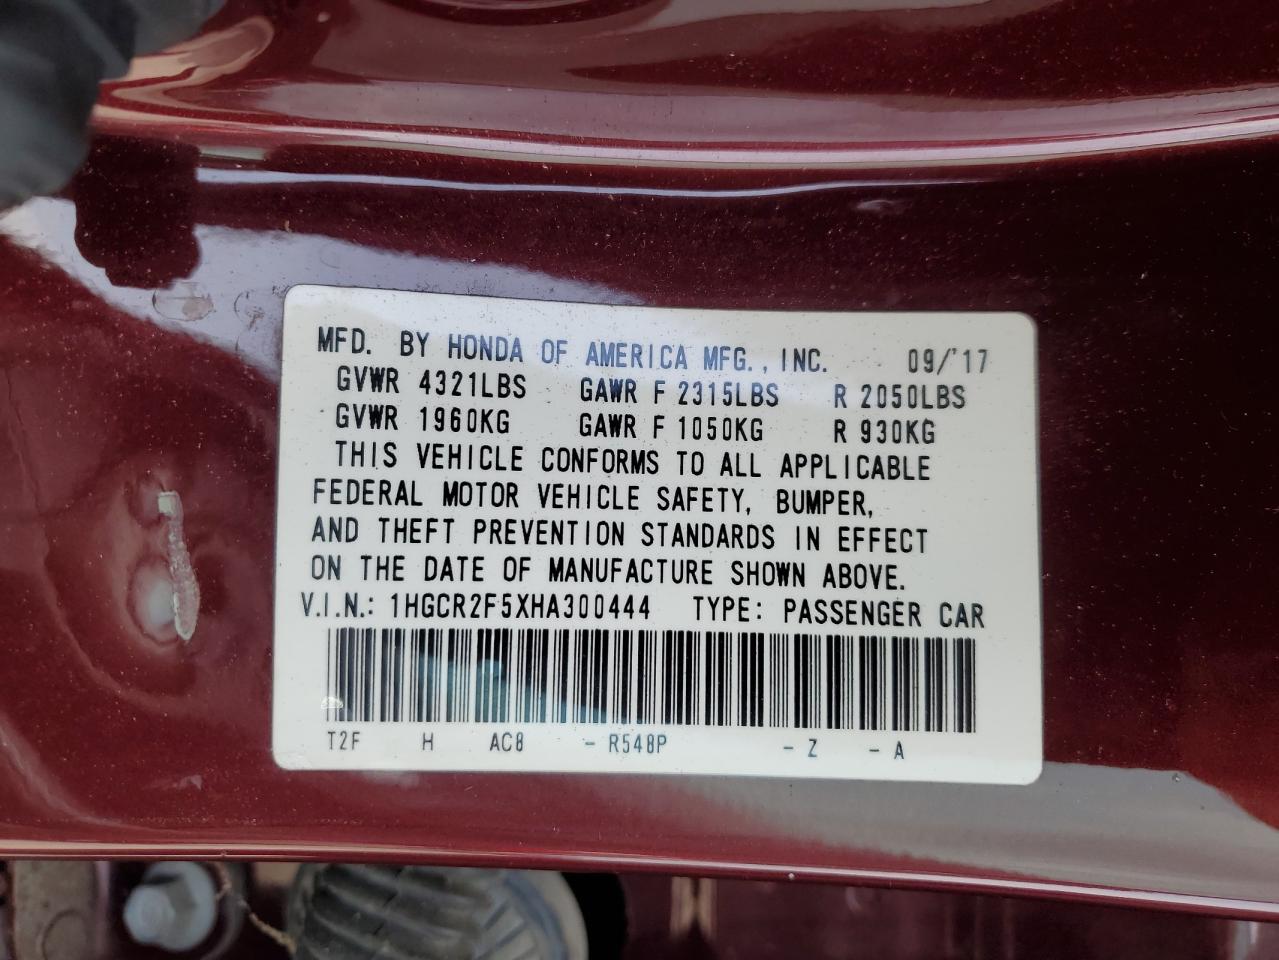 MFD. BY HONDA OF AMERICA MFG., INC. 09/'17
GVWR 4321LBS GAWR F 2315LBS R 2050LBS
GVWR 1960KG GAWR F 1050KG R 930KG
THIS VEHICLE CONFORMS TO ALL APPLICABLE
FEDERAL MOTOR VEHICLE SAFETY, BUMPER,
AND THEFT PREVENTION STANDARDS IN EFFECT
ON THE DATE OF MANUFACTURE SHOWN ABOVE.
V.I.N.: 1HGCR2F5XHA300444 TYPE: PASSENGER CAR
T2F H AC8 - R548P - Z - A